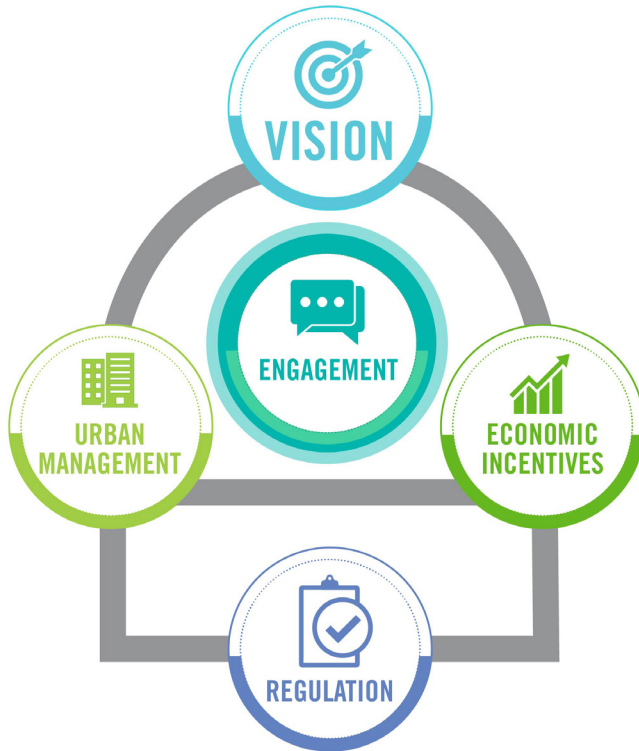 VISION
ENGAGEMENT
URBAN
MANAGEMENT
ECONOMIC
INCENTIVES
REGULATION